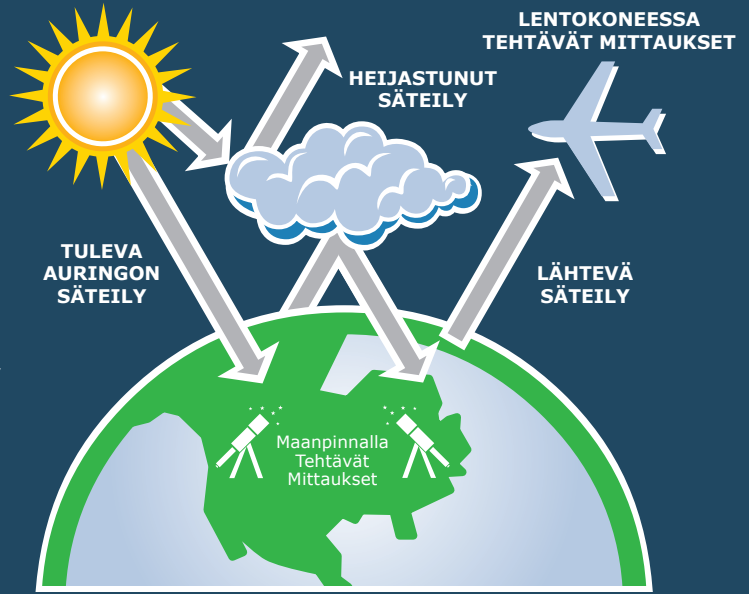 LENTOKONEESSA
TEHTÄVÄT MITTAUKSET
HEIJASTUNUT
SÄTEILY
TULEVA
AURINGON
SÄTEILY
LÄHTEVÄ
SÄTEILY
Maanpinnalla
Tehtävät
Mittaukset